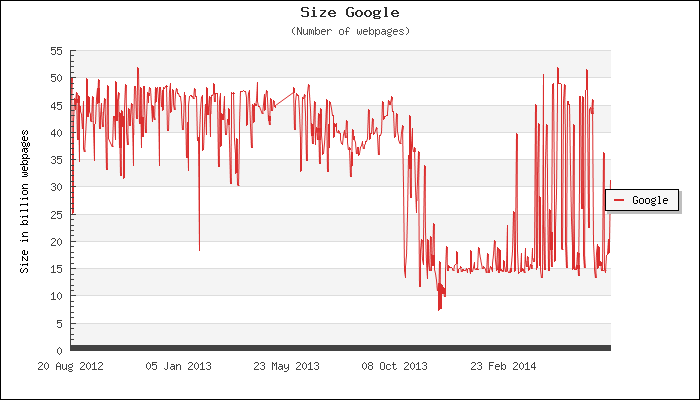 Size Google
(Number of webpages)
Size in billion webpages
55
50
45
40
35
30
25
20
15
10
5
0
20 Aug 2012
05 Jan 2013
23 May 2013
08 Oct 2013
23 Feb 2014
Google